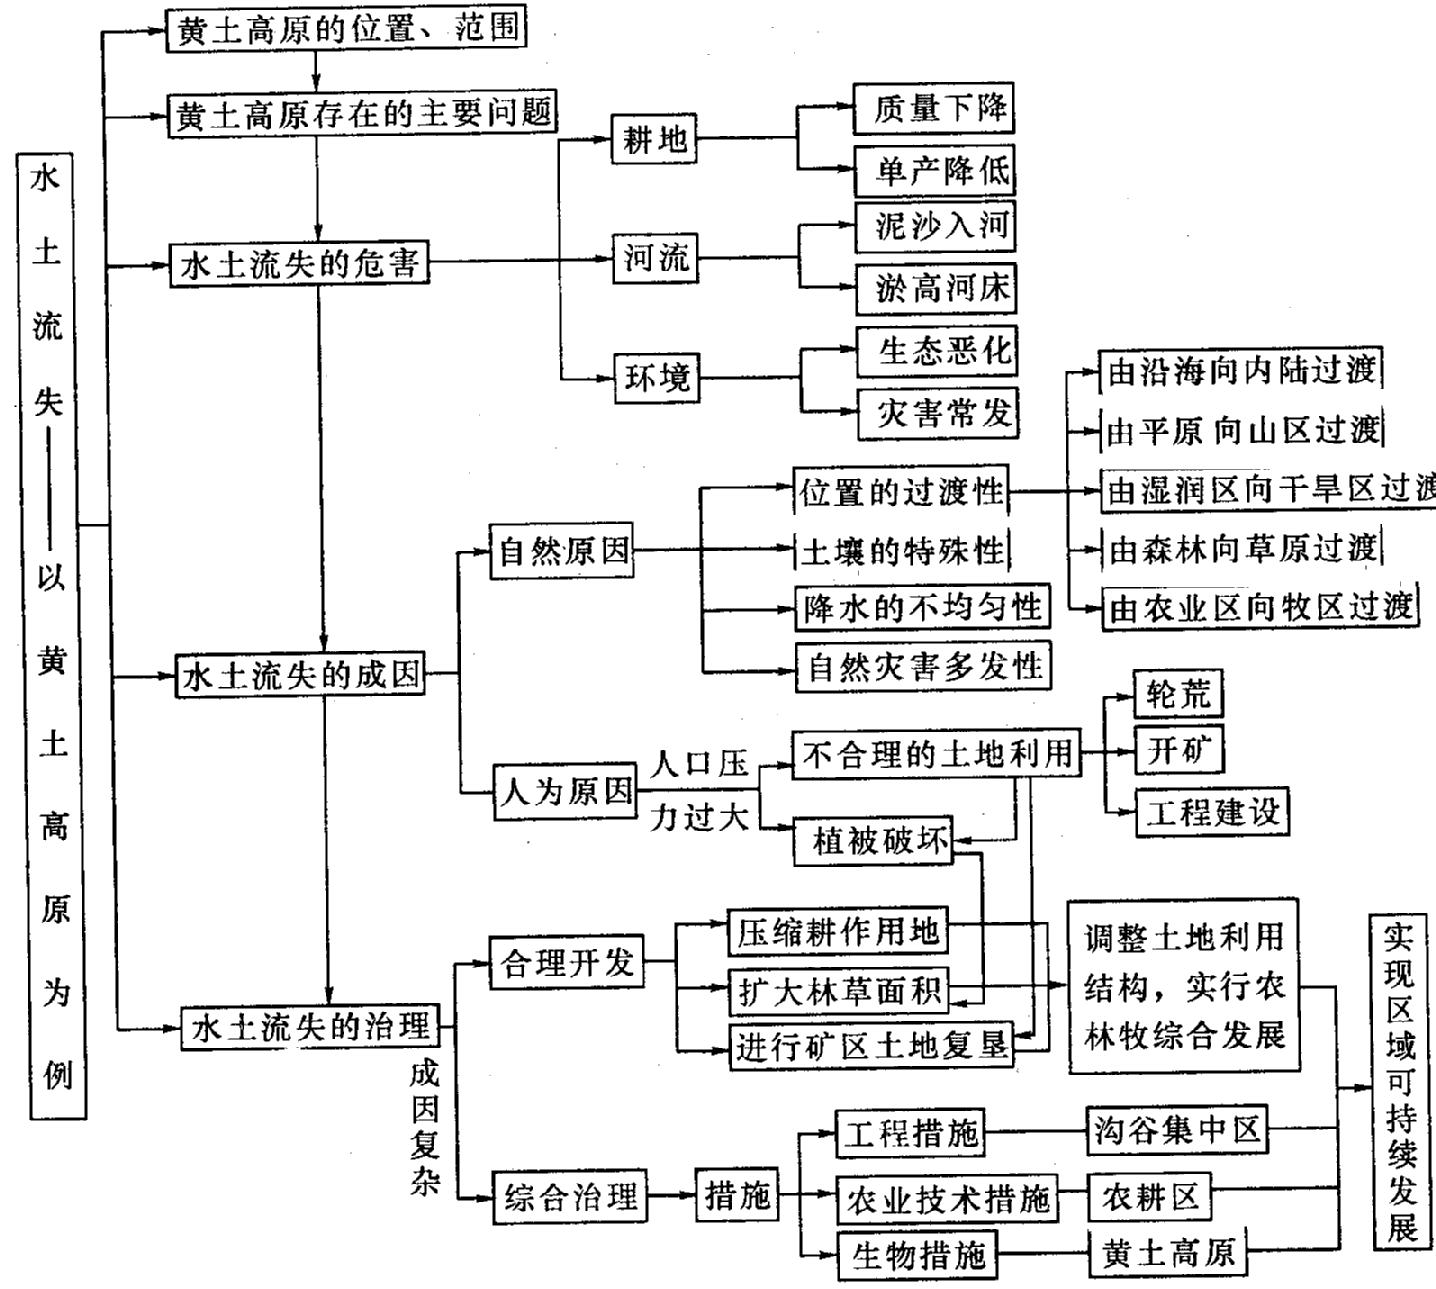 水土流失——以黄土高原为例
黄土高原的位置、范围
黄土高原存在的主要问题
水土流失的危害
耕地
质量下降
单产降低
河流
泥沙入河
淤高河床
环境
生态恶化
灾害常发
水土流失的成因
自然原因
位置的过渡性
由沿海向内陆过渡
由平原向山区过渡
由湿润区向干旱区过渡
由森林向草原过渡
由农业区向牧区过渡
土壤的特殊性
降水的不均匀性
自然灾害多发性
人为原因
人口压
力过大
不合理的土地利用
轮荒
开矿
工程建设
植被破坏
水土流失的治理
成因复杂
合理开发
压缩耕作用地
扩大林草面积
进行矿区土地复垦
调整土地利用
结构，实行农
林牧综合发展
综合治理
措施
工程措施
沟谷集中区
农业技术措施
农耕区
生物措施
黄土高原
实现区域可持续发展